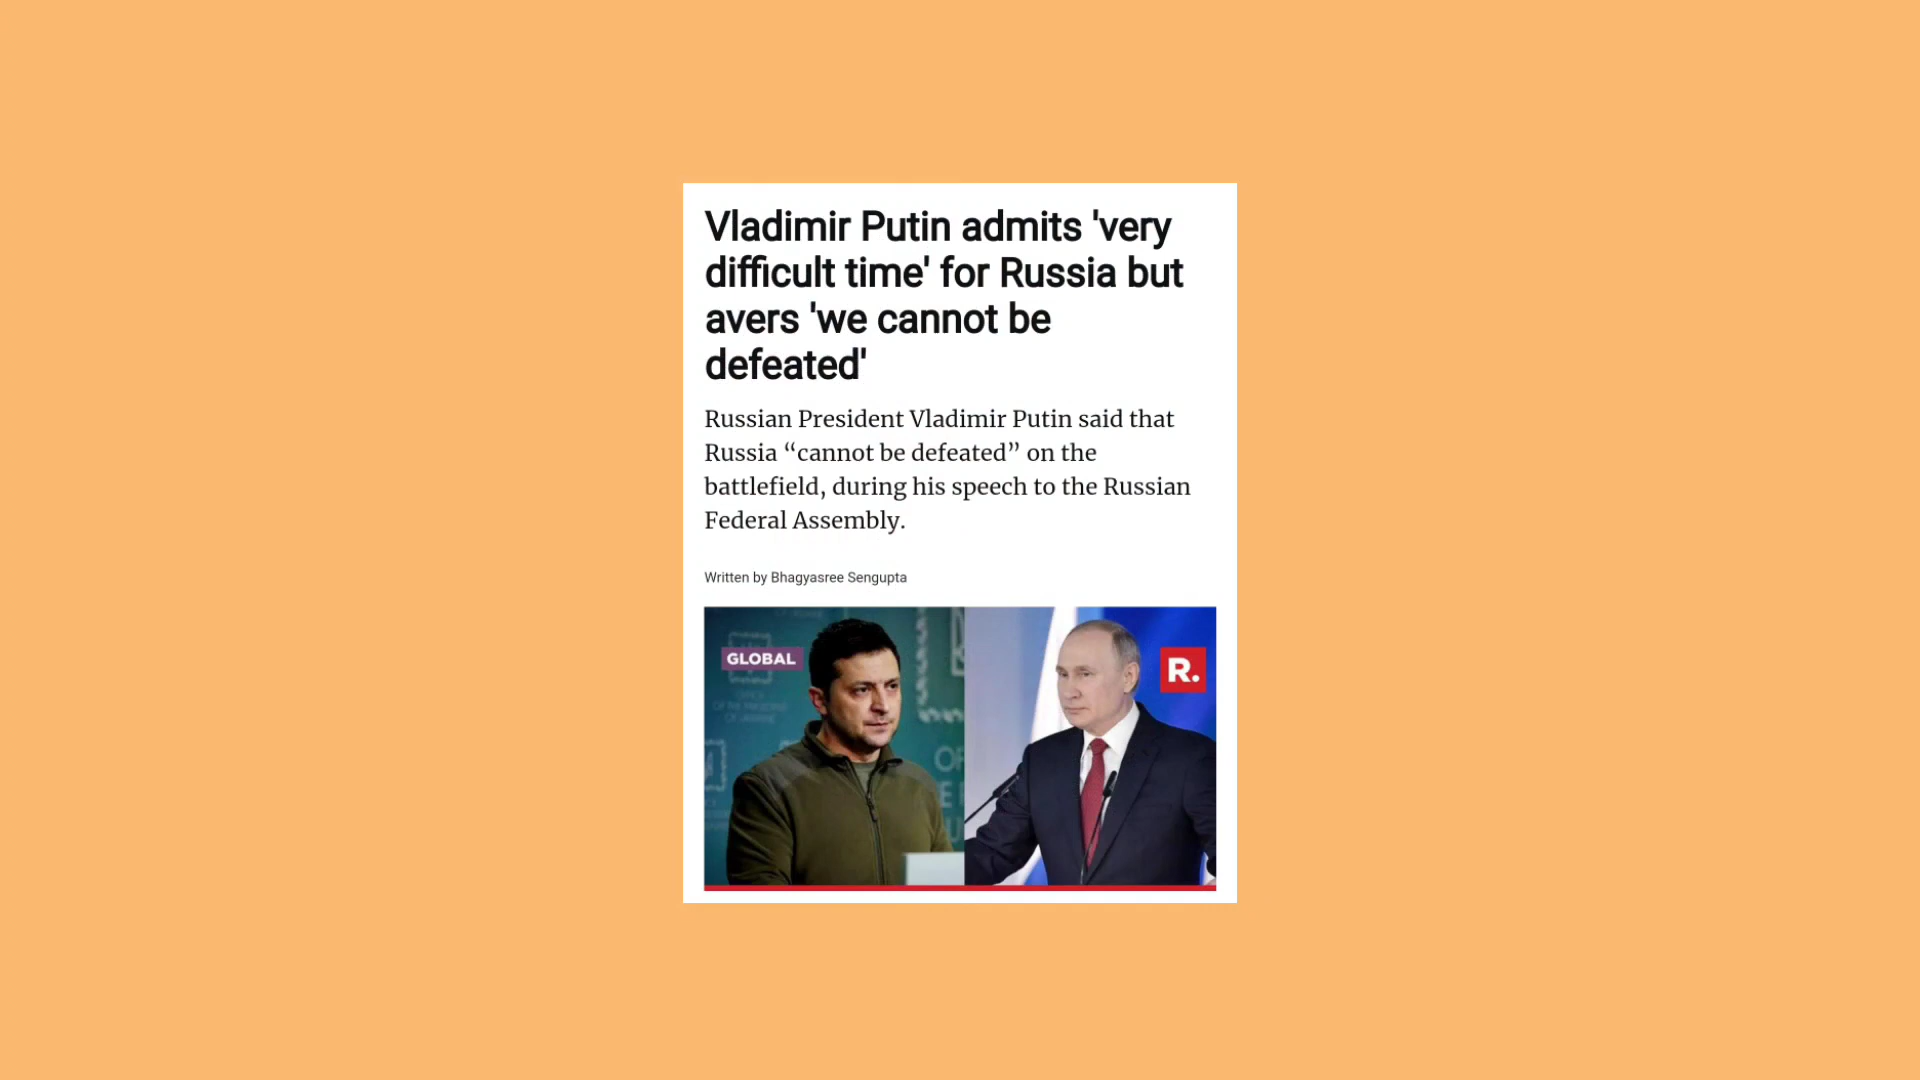 Vladimir Putin admits 'very
difficult time' for Russia but
avers 'we cannot be
defeated'
Russian President Vladimir Putin said that
Russia “cannot be defeated” on the
battlefield, during his speech to the Russian
Federal Assembly.
Written by Bhagyasree Sengupta
GLOBAL
R.